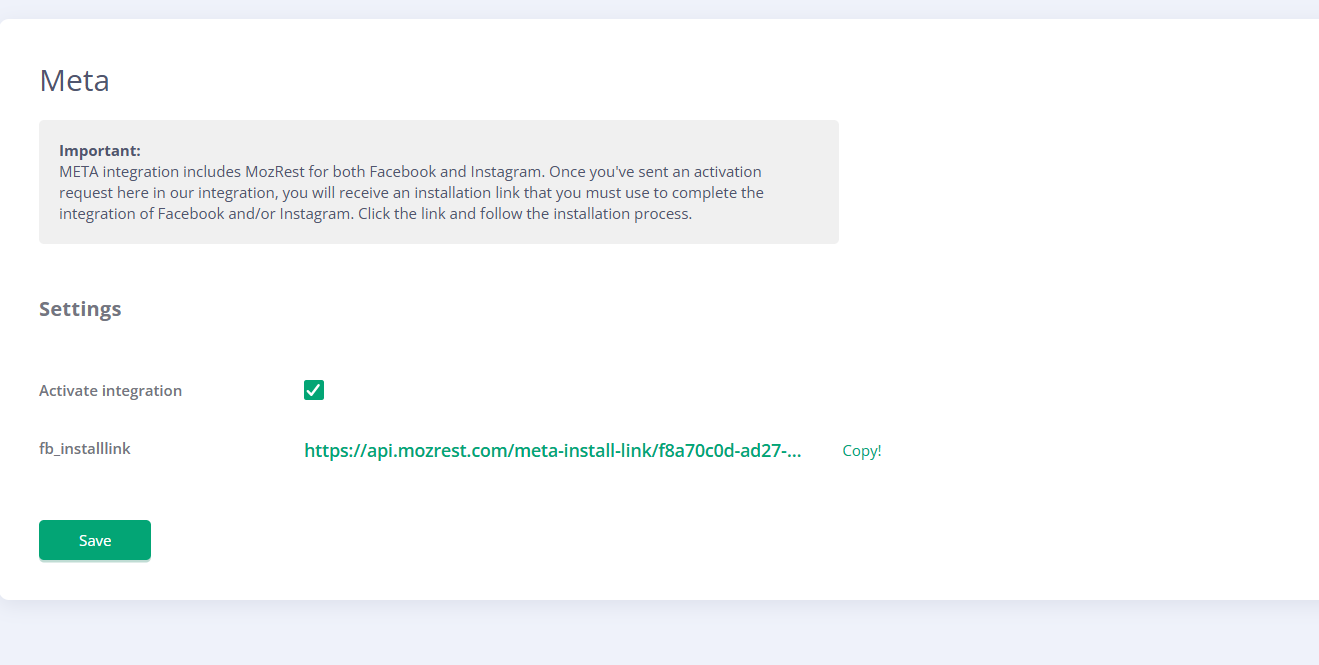 Meta
Important:
META integration includes MozRest for both Facebook and Instagram. Once you've sent an activation
request here in our integration, you will receive an installation link that you must use to complete the
integration of Facebook and/or Instagram. Click the link and follow the installation process.
Settings
Activate integration
fb_installlink https://api.mozrest.com/meta-install-link/f8a70c0d-ad27-... Copy!
Save